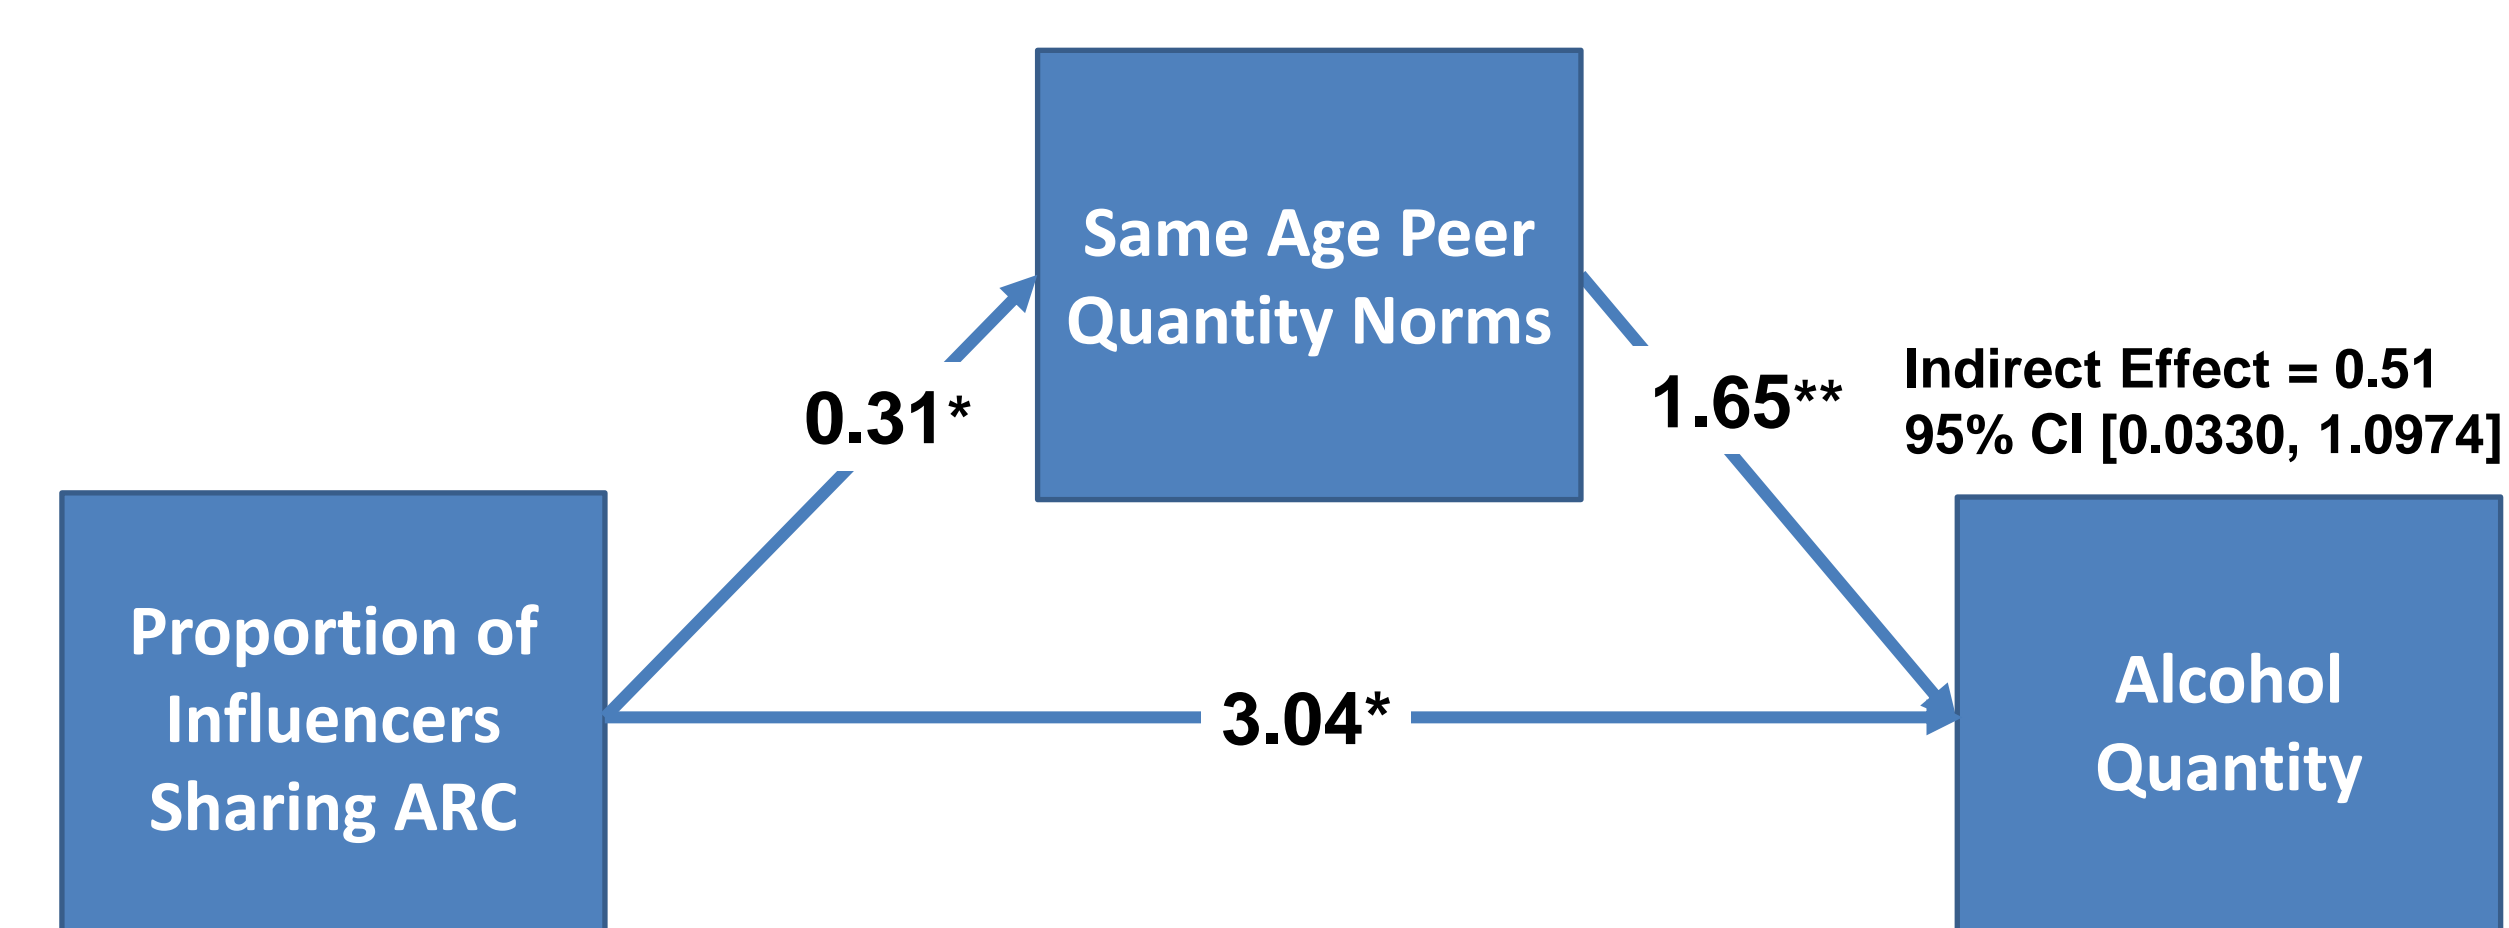 Same Age Peer
Quantity Norms
0.31*
1.65**
Indirect Effect = 0.51
95% CI [0.0330, 1.0974]
Proportion of
Influencers
Sharing ARC
3.04*
Alcohol
Quantity